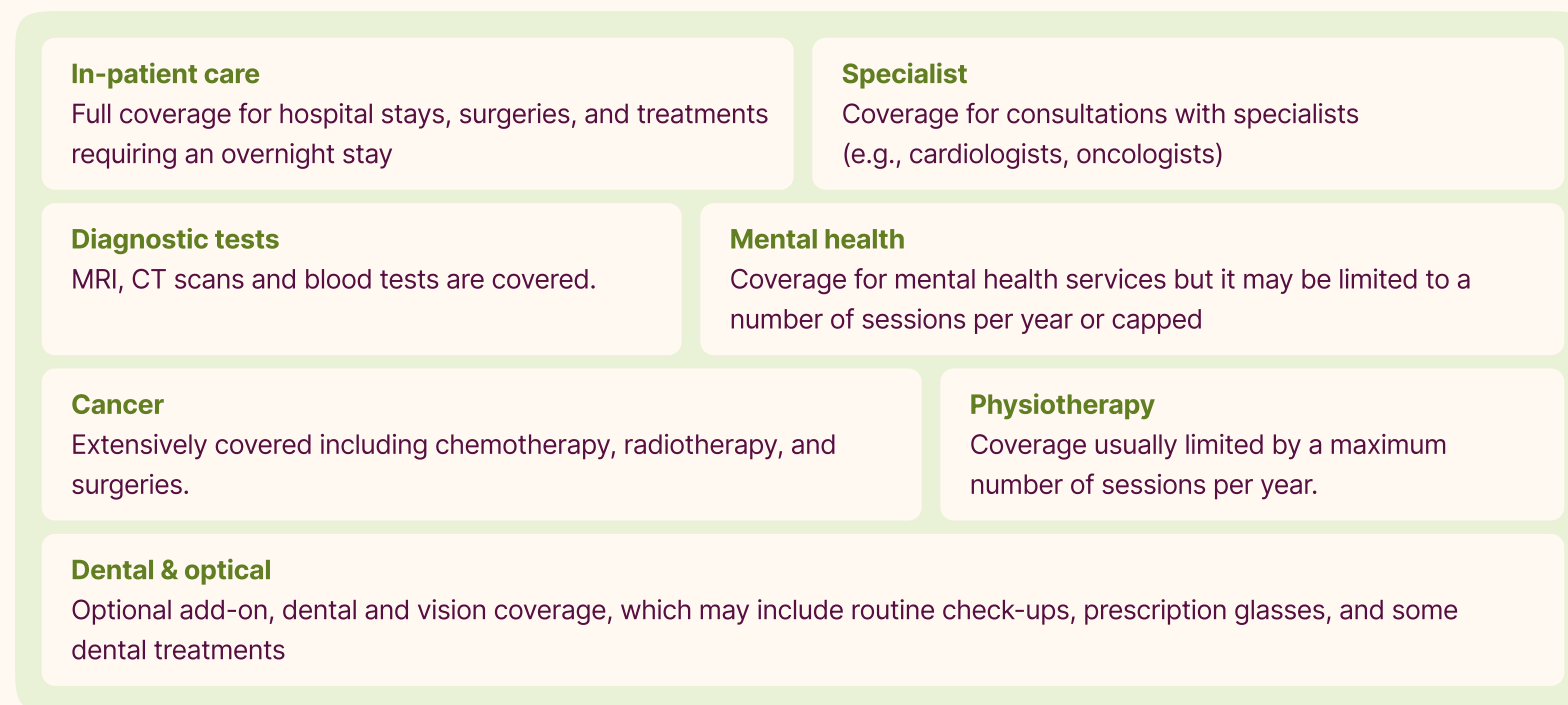 In-patient care
Full coverage for hospital stays, surgeries, and treatments
requiring an overnight stay
Specialist
Coverage for consultations with specialists
(e.g., cardiologists, oncologists)
Diagnostic tests
MRI, CT scans and blood tests are covered.
Mental health
Coverage for mental health services but it may be limited to a
number of sessions per year or capped
Cancer
Extensively covered including chemotherapy, radiotherapy, and
surgeries.
Physiotherapy
Coverage usually limited by a maximum
number of sessions per year.
Dental & optical
Optional add-on, dental and vision coverage, which may include routine check-ups, prescription glasses, and some
dental treatments